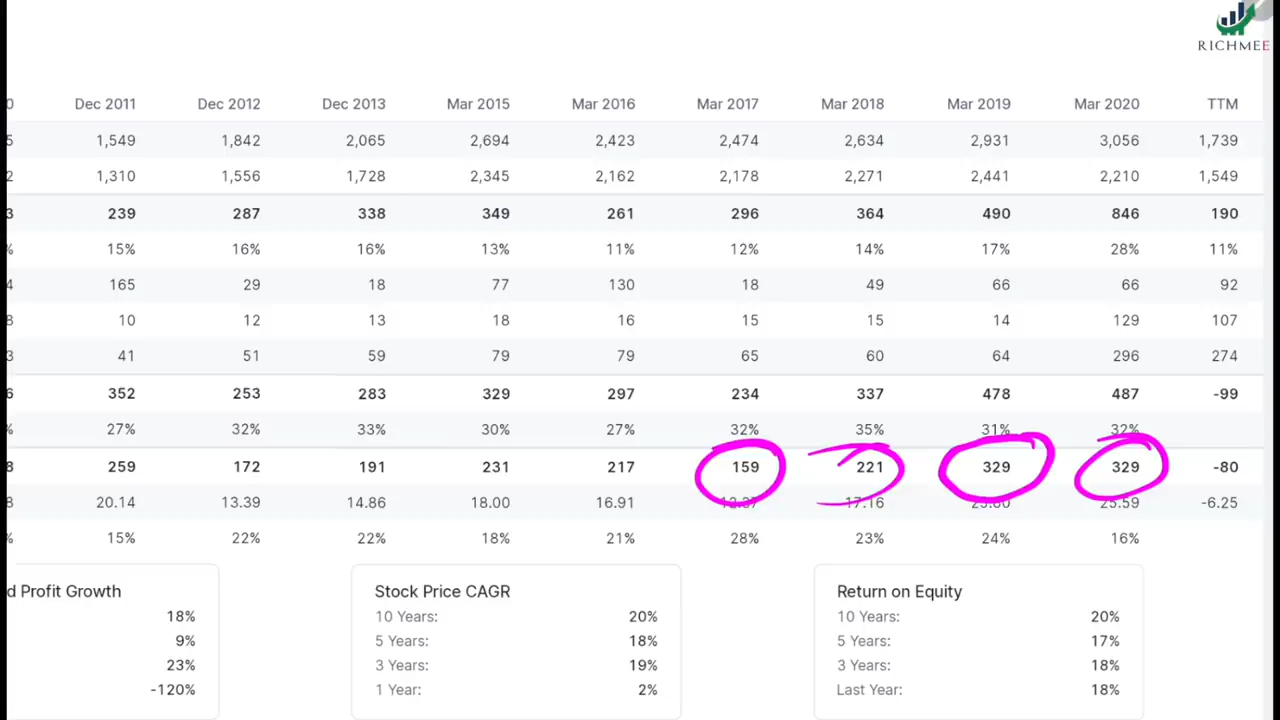 RICHMEE
0 Dec 2011 Dec 2012 Dec 2013 Mar 2015 Mar 2016 Mar 2017 Mar 2018 Mar 2019 Mar 2020 TTM
5 1,549 1,842 2,065 2,694 2,423 2,474 2,634 2,931 3,056 1,739
2 1,310 1,556 1,728 2,345 2,162 2,178 2,271 2,441 2,210 1,549
3 239 287 338 349 261 296 364 490 846 190
% 15% 16% 16% 13% 11% 12% 14% 17% 28% 11%
4 165 29 18 77 130 18 49 66 66 92
8 10 12 13 18 16 15 15 14 129 107
3 41 51 59 79 79 65 60 64 296 274
6 352 253 283 329 297 234 337 478 487 -99
% 27% 32% 33% 30% 27% 32% 35% 31% 32%
8 259 172 191 231 217 159 221 329 329 -80
8 20.14 13.39 14.86 18.00 16.91 17.16 25.59 -6.25
% 15% 22% 22% 18% 21% 28% 23% 24% 16%
d Profit Growth
18%
9%
23%
-120%
Stock Price CAGR
10 Years: 20%
5 Years: 18%
3 Years: 19%
1 Year: 2%
Return on Equity
10 Years: 20%
5 Years: 17%
3 Years: 18%
Last Year: 18%